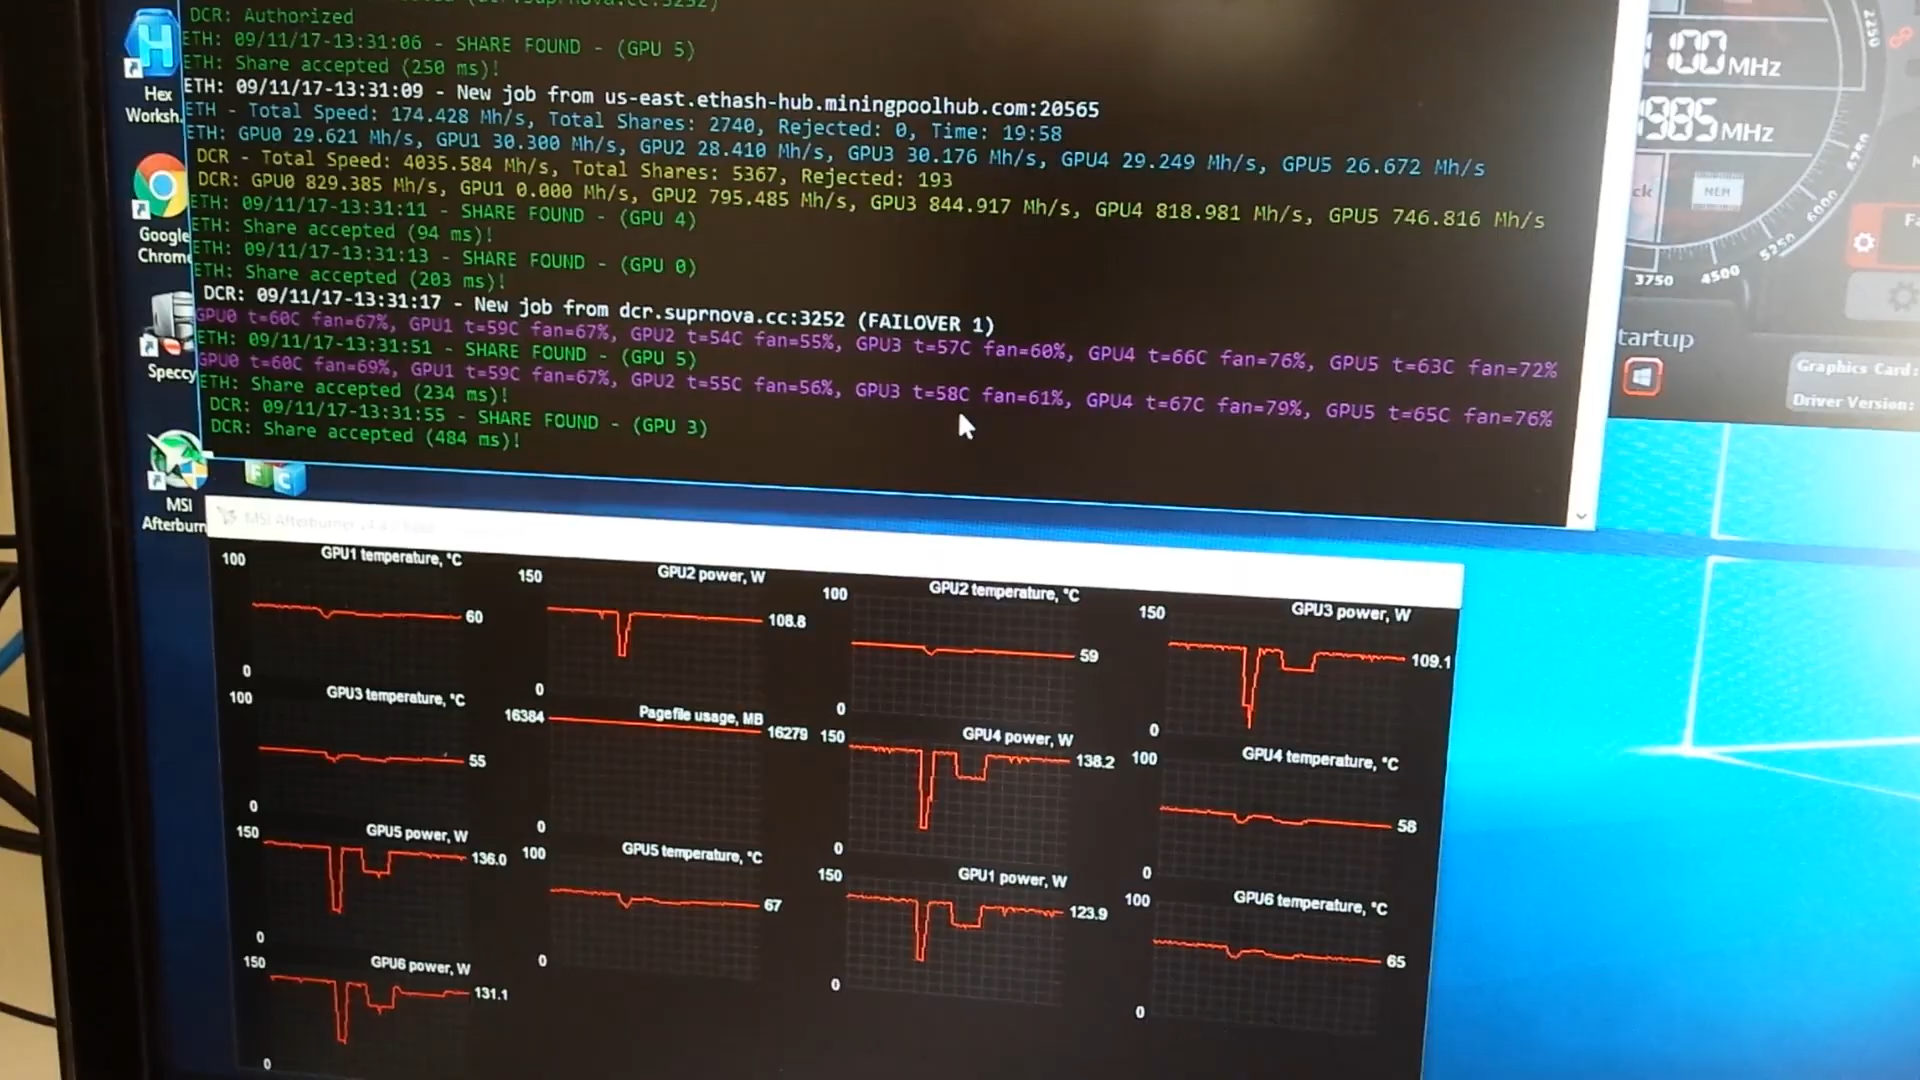 (dcr.suprnova.cc:3252)
DCR: Authorized
ETH: 09/11/17-13:31:06 - SHARE FOUND - (GPU 5)
ETH: Share accepted (250 ms)!
ETH: 09/11/17-13:31:09 - New job from us-east.ethash-hub.miningpoolhub.com:20565
ETH - Total Speed: 174.428 Mh/s, Total Shares: 2740, Rejected: 0, Time: 19:58
ETH: GPU0 29.621 Mh/s, GPU1 30.300 Mh/s, GPU2 28.410 Mh/s, GPU3 30.176 Mh/s, GPU4 29.249 Mh/s, GPU5 26.672 Mh/s
DCR - Total Speed: 4035.584 Mh/s, Total Shares: 5367, Rejected: 193
DCR: GPU0 829.385 Mh/s, GPU1 0.000 Mh/s, GPU2 795.485 Mh/s, GPU3 844.917 Mh/s, GPU4 818.981 Mh/s, GPU5 746.816 Mh/s
ETH: 09/11/17-13:31:11 - SHARE FOUND - (GPU 4)
ETH: Share accepted (94 ms)!
ETH: 09/11/17-13:31:13 - SHARE FOUND - (GPU 0)
ETH: Share accepted (203 ms)!
DCR: 09/11/17-13:31:17 - New job from dcr.suprnova.cc:3252 (FAILOVER 1)
GPU0 t=60C fan=67%, GPU1 t=59C fan=67%, GPU2 t=54C fan=55%, GPU3 t=57C fan=60%, GPU4 t=66C fan=76%, GPU5 t=63C fan=72%
ETH: 09/11/17-13:31:51 - SHARE FOUND - (GPU 5)
GPU0 t=60C fan=69%, GPU1 t=59C fan=67%, GPU2 t=55C fan=56%, GPU3 t=58C fan=61%, GPU4 t=67C fan=79%, GPU5 t=65C fan=76%
ETH: Share accepted (234 ms)!
DCR: 09/11/17-13:31:55 - SHARE FOUND - (GPU 3)
DCR: Share accepted (484 ms)!
Hex
Worksh.
Google
Chrome
Speccy
MSI
Afterburn
1100 MHz
1985 MHz
MEM
3750 4500 5250 6000
2250
tartup
Graphics Card:
Driver Version:
MSI Afterburner
100 GPU1 temperature, °C 60 0
150 GPU2 power, W 108.8 0
100 GPU2 temperature, °C 59 0
150 GPU3 power, W 109.1 0
100 GPU3 temperature, °C 55 0
16384 Pagefile usage, MB 16279 0
150 GPU4 power, W 138.2 0
100 GPU4 temperature, °C 58 0
150 GPU5 power, W 136.0 0
100 GPU5 temperature, °C 67 0
150 GPU1 power, W 123.9 0
100 GPU6 temperature, °C 65 0
150 GPU6 power, W 131.1 0